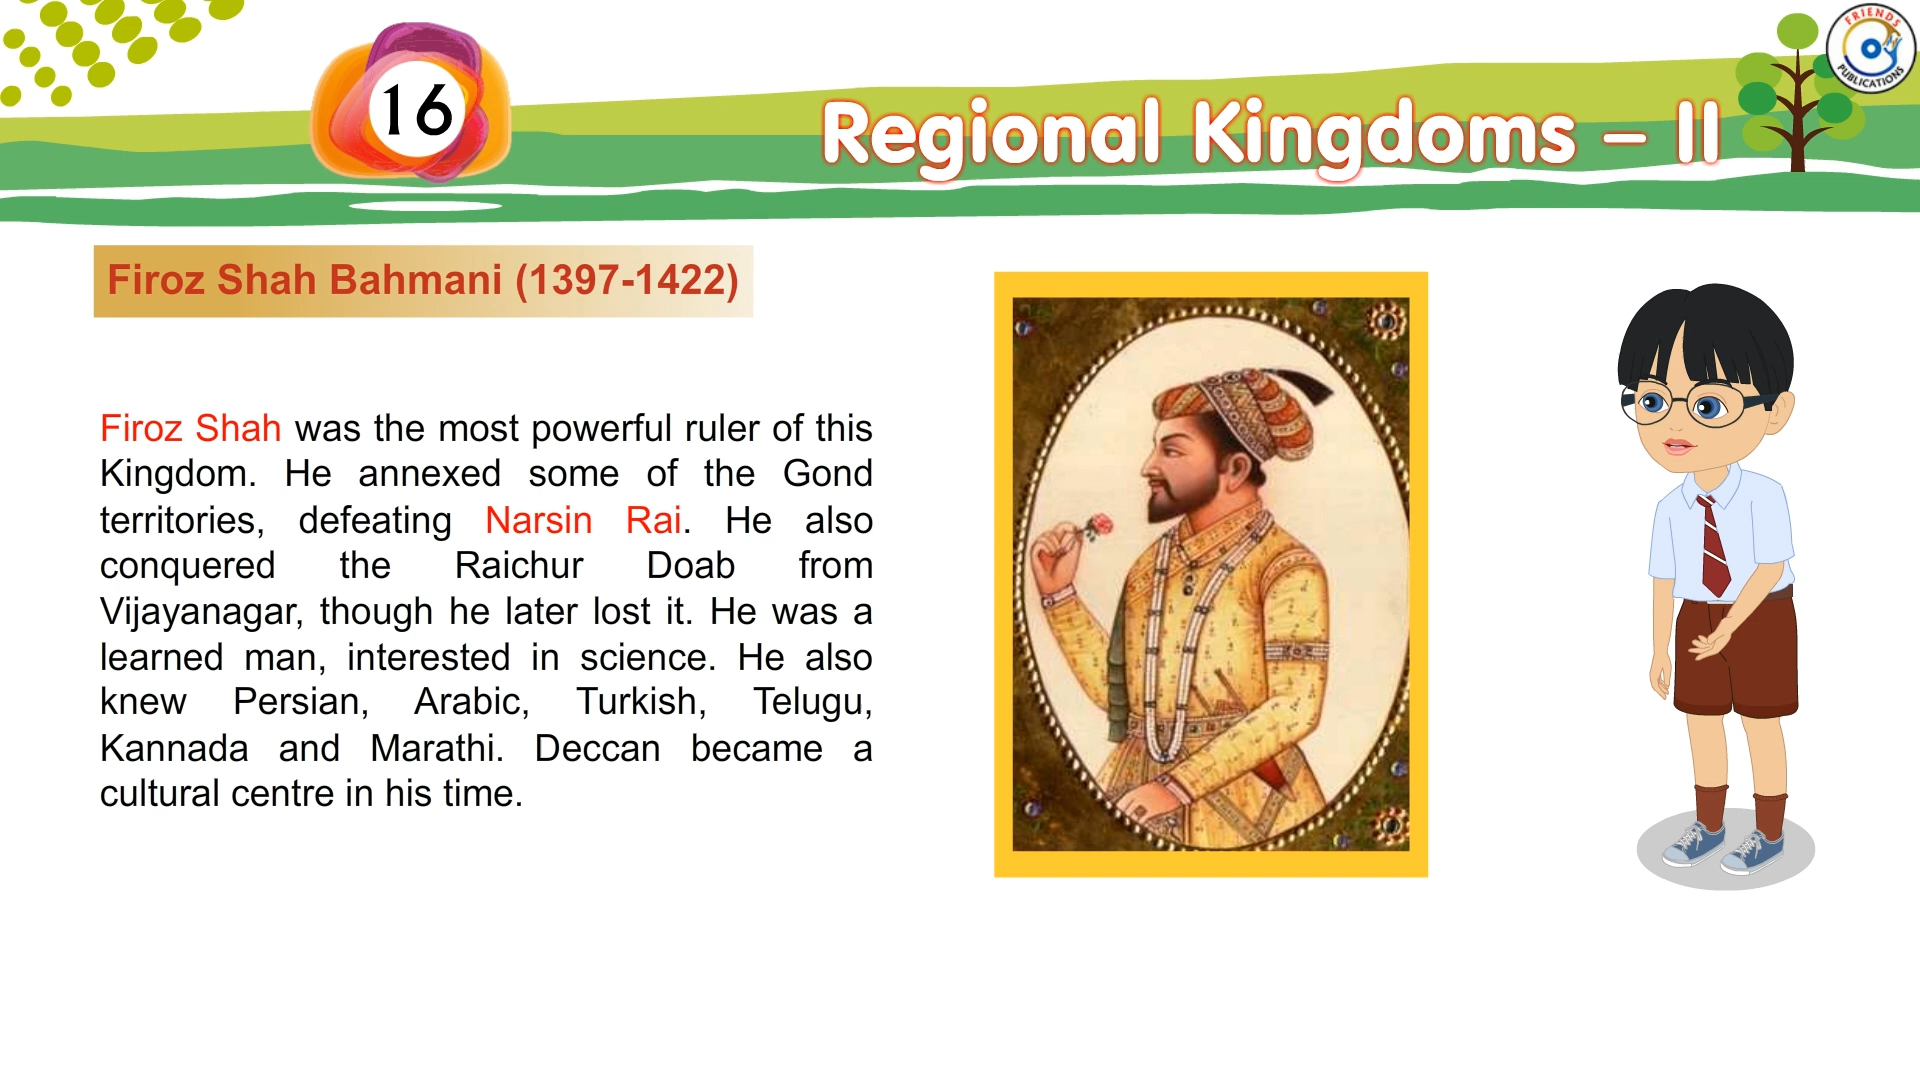 FRIENDS
PUBLICATIONS
16
Regional Kingdoms – II
Firoz Shah Bahmani (1397-1422)
Firoz Shah was the most powerful ruler of this
Kingdom. He annexed some of the Gond
territories, defeating Narsin Rai. He also
conquered the Raichur Doab from
Vijayanagar, though he later lost it. He was a
learned man, interested in science. He also
knew Persian, Arabic, Turkish, Telugu,
Kannada and Marathi. Deccan became a
cultural centre in his time.